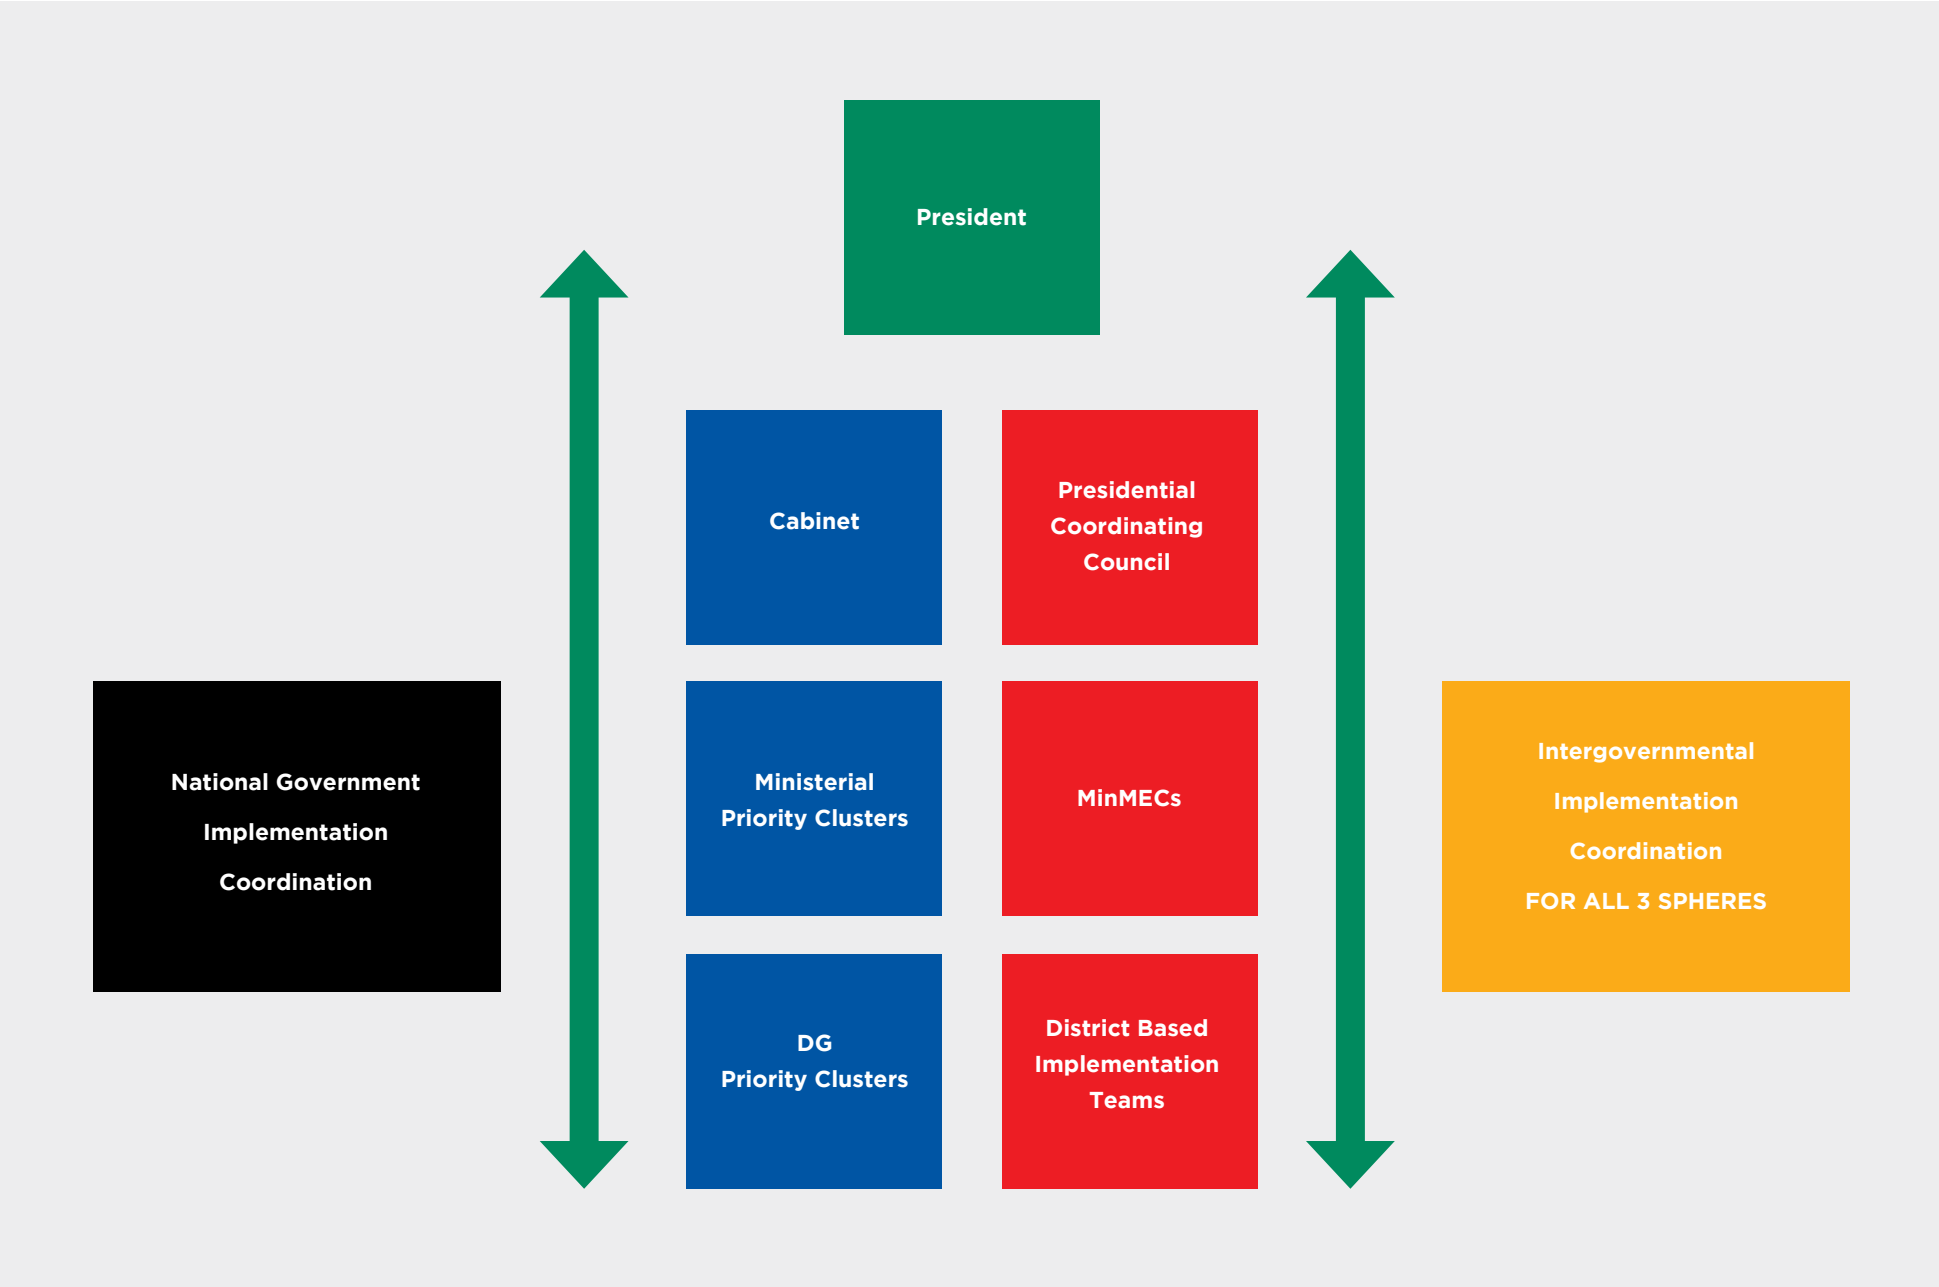 President
Cabinet
Presidential
Coordinating
Council
National Government
Implementation
Coordination
Ministerial
Priority Clusters
MinMECs
Intergovernmental
Implementation
Coordination
FOR ALL 3 SPHERES
DG
Priority Clusters
District Based
Implementation
Teams